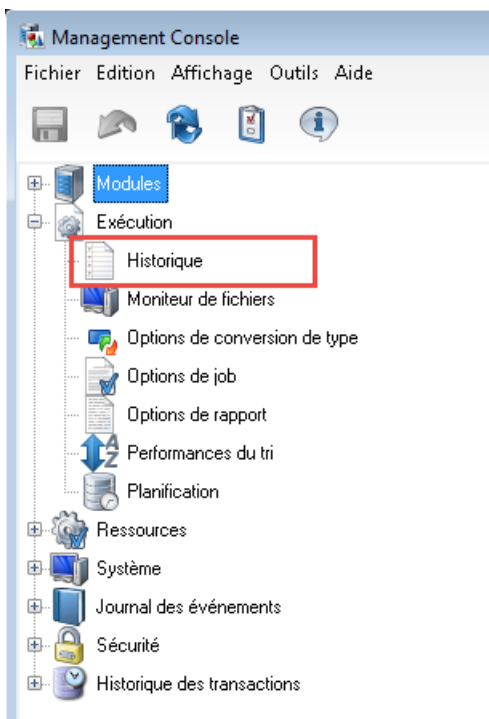 Management Console
Fichier Edition Affichage Outils Aide
Modules
Exécution
Historique
Moniteur de fichiers
Options de conversion de type
Options de job
Options de rapport
Performances du tri
Planification
Ressources
Système
Journal des événements
Sécurité
Historique des transactions